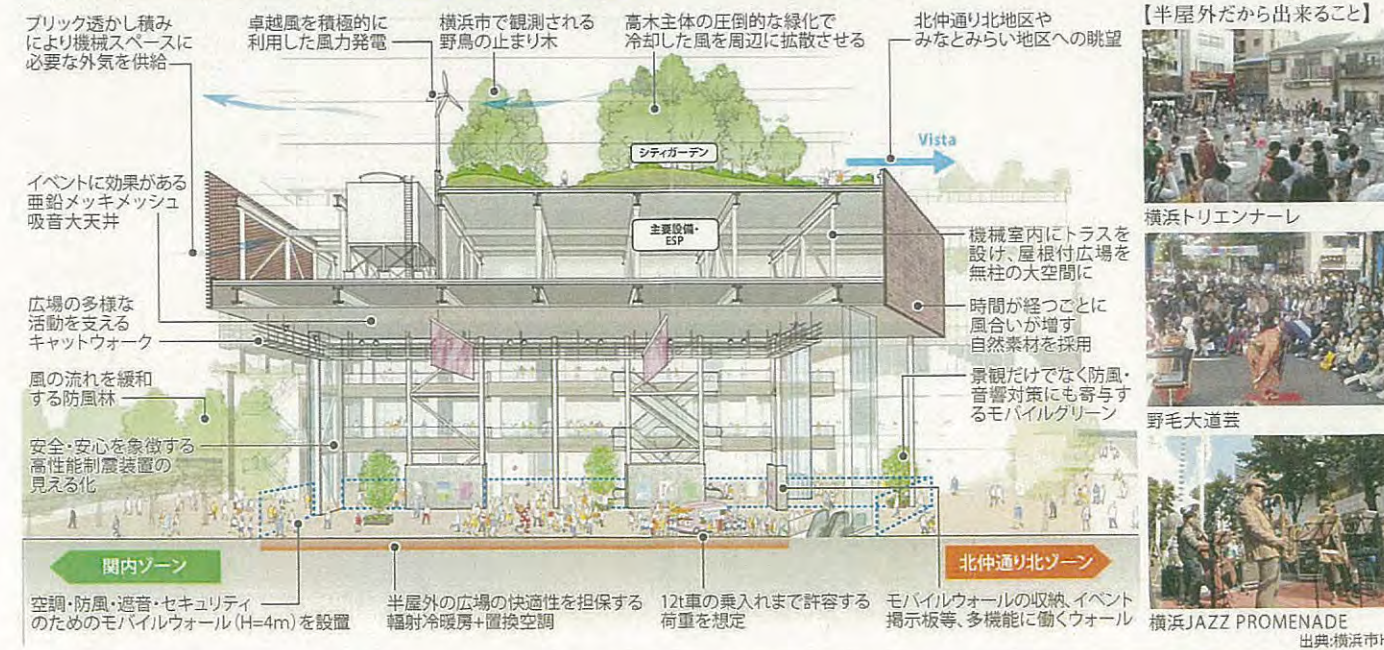 ブリック透かし積み
により機械スペースに
必要な外気を供給
卓越風を積極的に
利用した風力発電
横浜市で観測される
野鳥の止まり木
高木主体の圧倒的な緑化で
冷却した風を周辺に拡散させる
北仲通り北地区や
みなとみらい地区への眺望
【半屋外だから出来ること】
Vista
シティガーデン
イベントに効果がある
亜鉛メッキメッシュ
吸音大天井
主要設備・
ESP
横浜トリエンナーレ
機械室内にトラスを
設け、屋根付広場を
無柱の大空間に
広場の多様な
活動を支える
キャットウォーク
時間が経つごとに
風合いが増す
自然素材を採用
風の流れを緩和
する防風林
景観だけでなく防風・
音響対策にも寄与す
るモバイルグリーン
野毛大道芸
安全・安心を象徴する
高性能制震装置の
見える化
関内ゾーン
北仲通り北ゾーン
空調・防風・遮音・セキュリティ
のためのモバイルウォール(H=4m)を設置
半屋外の広場の快適性を担保する
輻射冷暖房+置換空調
12t車の乗入れまで許容する
荷重を想定
モバイルウォールの収納、イベント
掲示板等、多機能に働くウォール
横浜JAZZ PROMENADE
出典:横浜市H